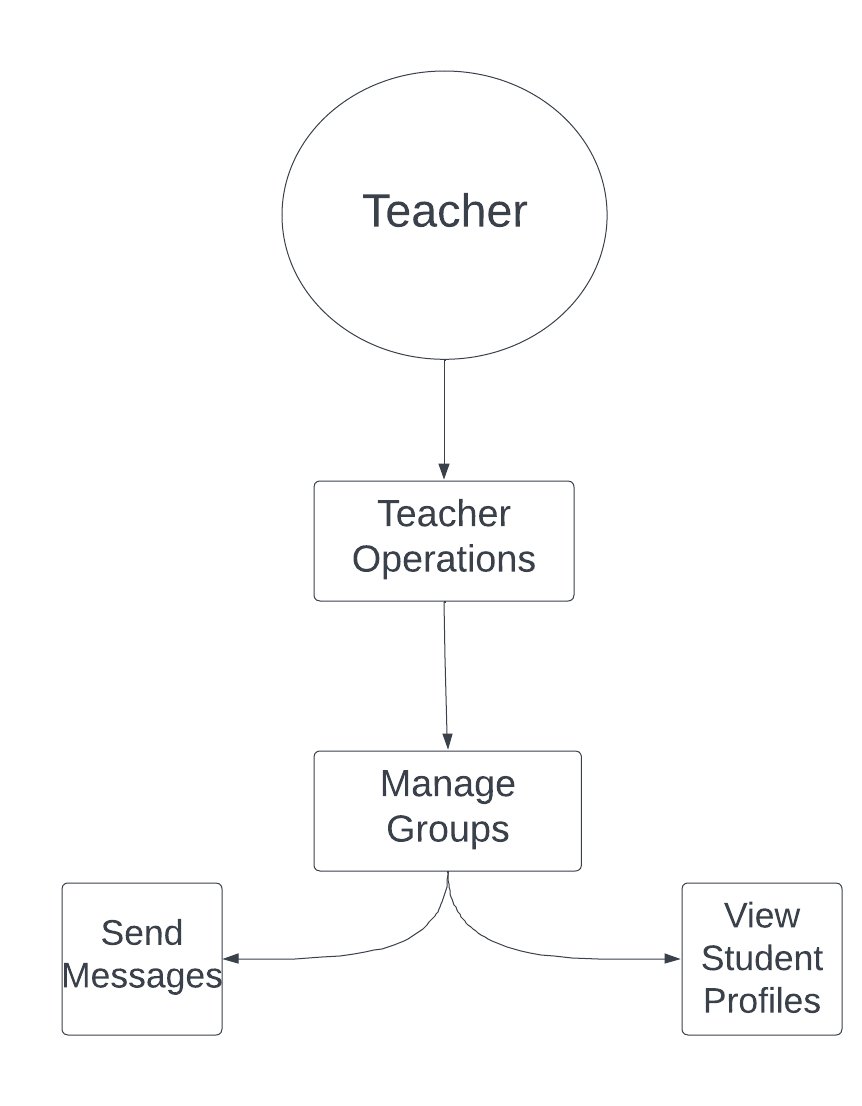 Teacher
Teacher
Operations
Manage
Groups
Send
Messages
View
Student
Profiles